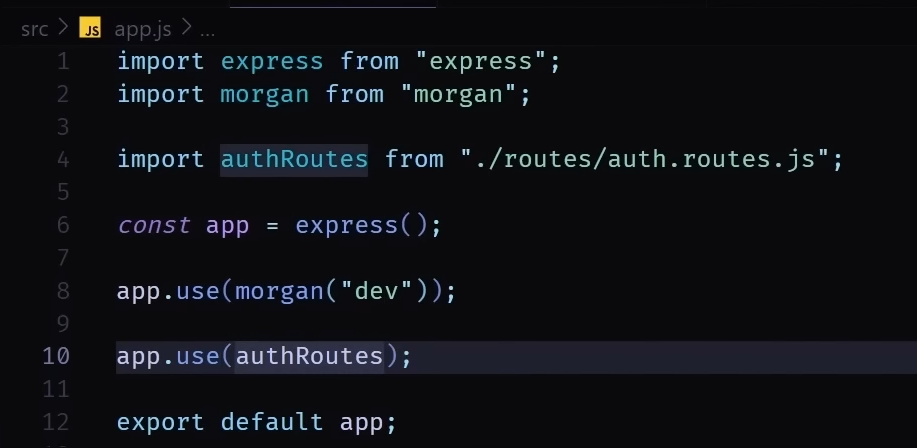 src > JS app.js > ...
1 import express from "express";
2 import morgan from "morgan";
3
4 import authRoutes from "./routes/auth.routes.js";
5
6 const app = express();
7
8 app.use(morgan("dev"));
9
10 app.use(authRoutes);
11
12 export default app;